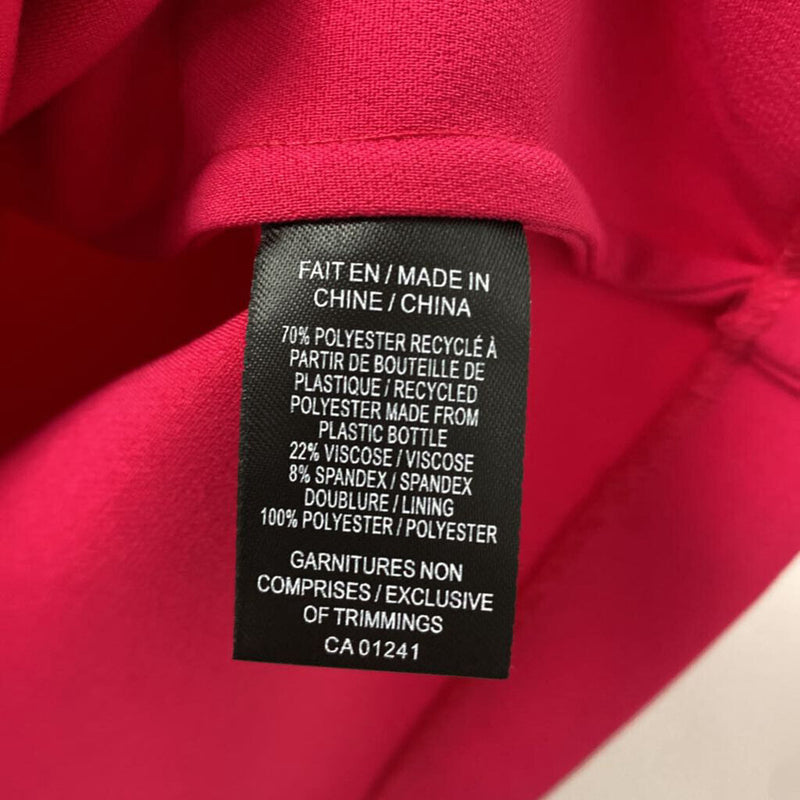 FAIT EN / MADE IN
CHINE / CHINA
70% POLYESTER RECYCLÉ À
PARTIR DE BOUTEILLE DE
PLASTIQUE / RECYCLED
POLYESTER MADE FROM
PLASTIC BOTTLE
22% VISCOSE / VISCOSE
8% SPANDEX / SPANDEX
DOUBLURE / LINING
100% POLYESTER / POLYESTER
GARNITURES NON
COMPRISES / EXCLUSIVE
OF TRIMMINGS
CA 01241